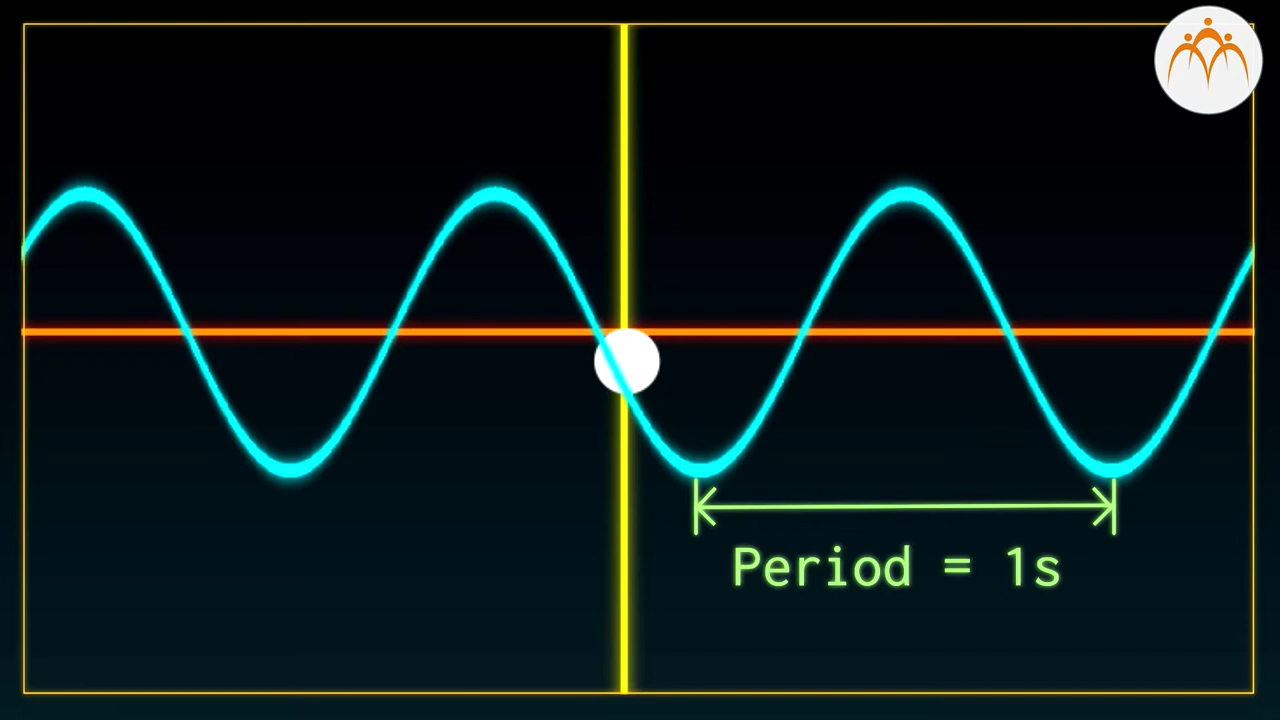 Period = 1s